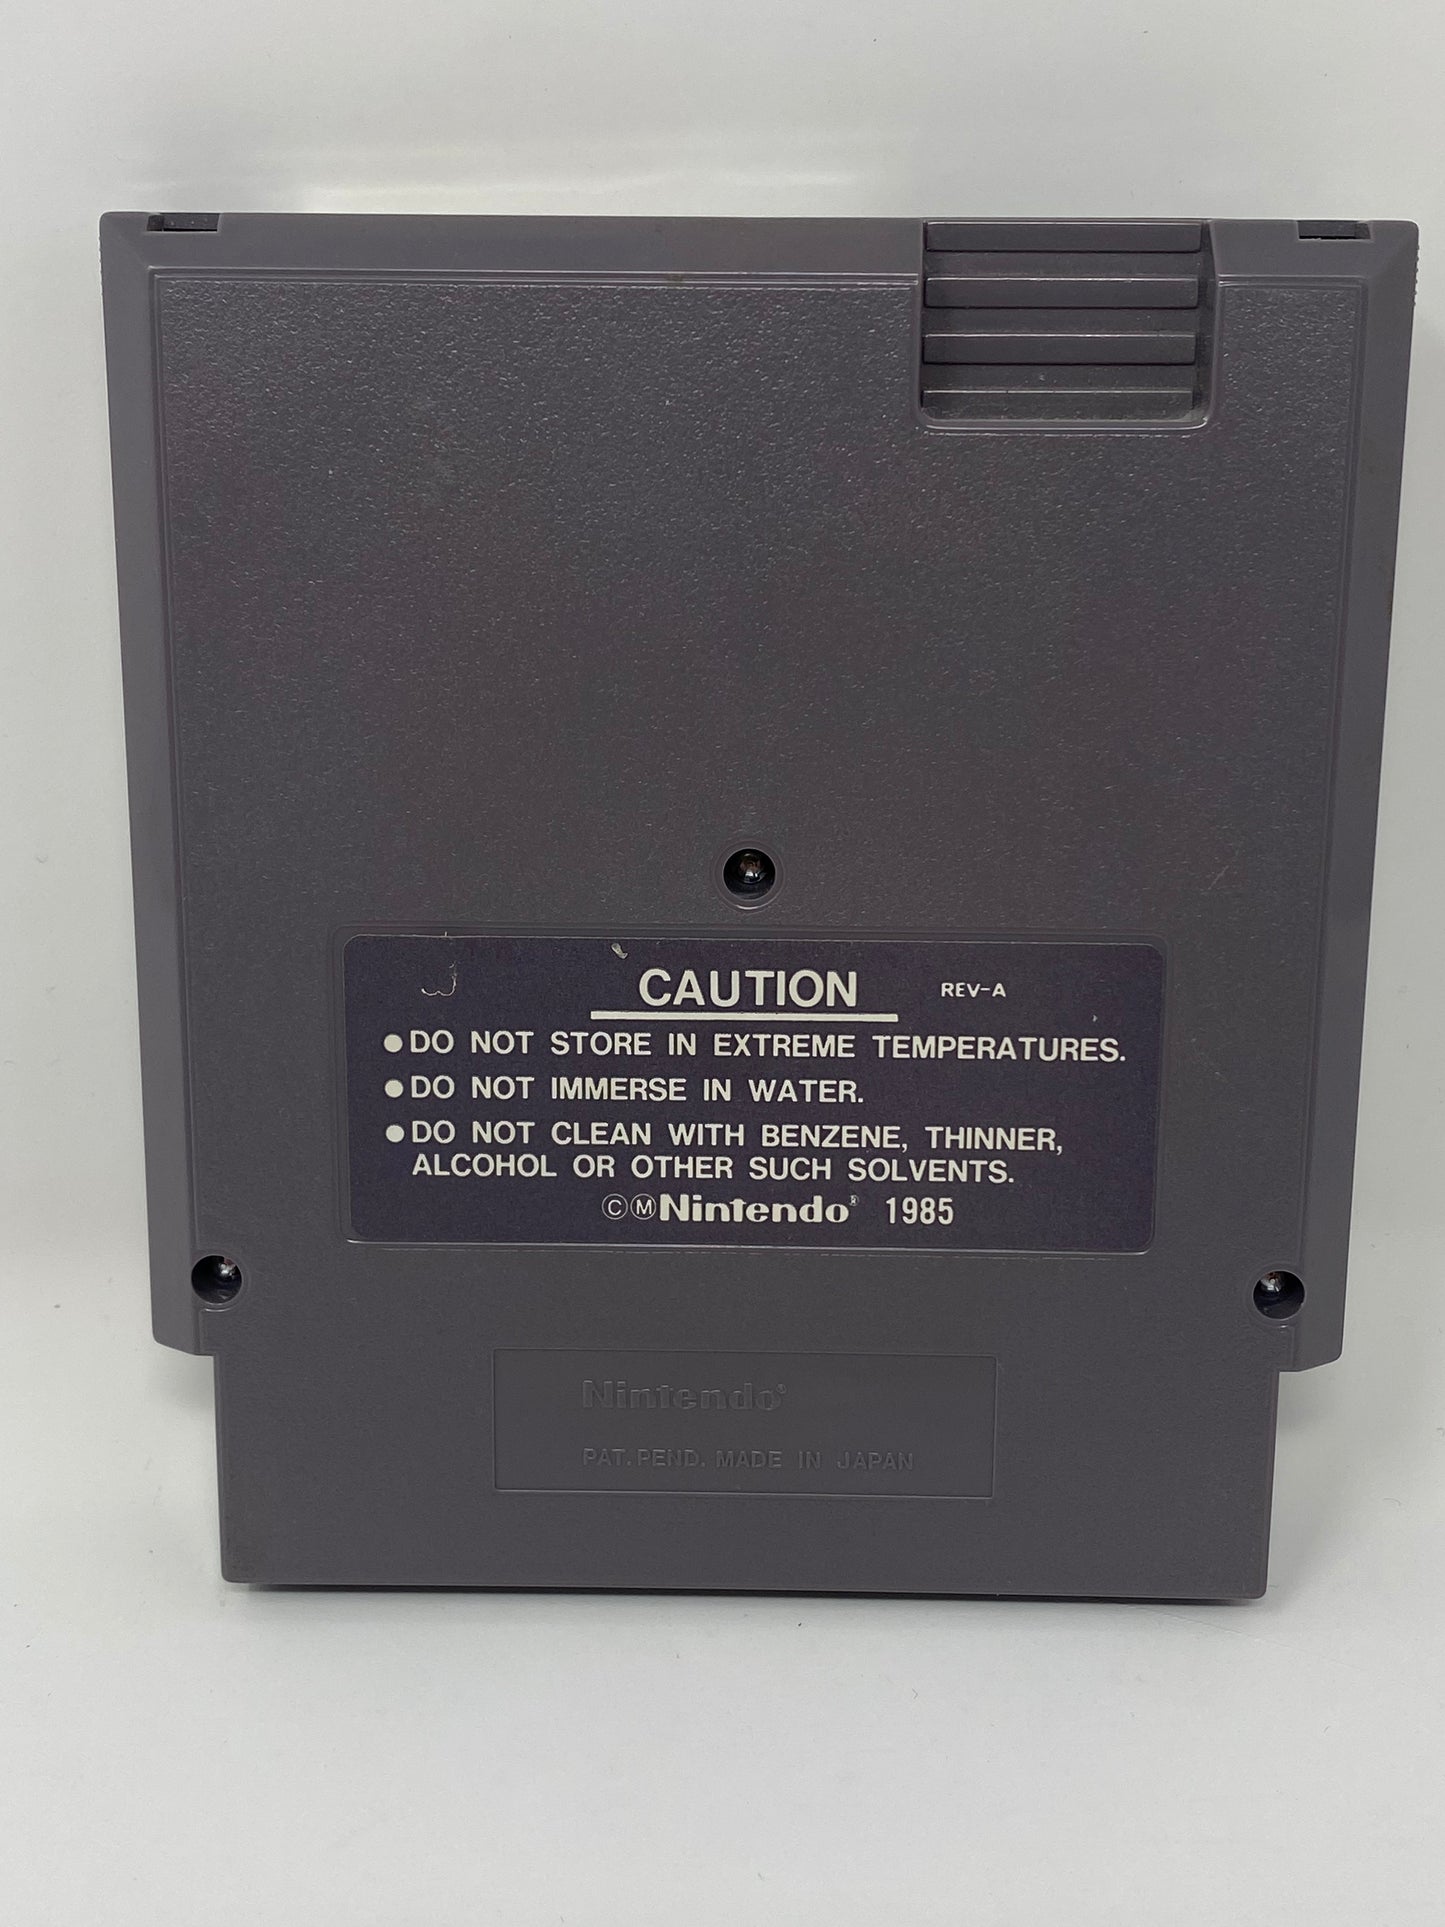 CAUTION REV-A
●DO NOT STORE IN EXTREME TEMPERATURES.
●DO NOT IMMERSE IN WATER.
●DO NOT CLEAN WITH BENZENE, THINNER,
ALCOHOL OR OTHER SUCH SOLVENTS.
ⒸⓂNintendo® 1985
Nintendo®
PAT. PEND. MADE IN JAPAN